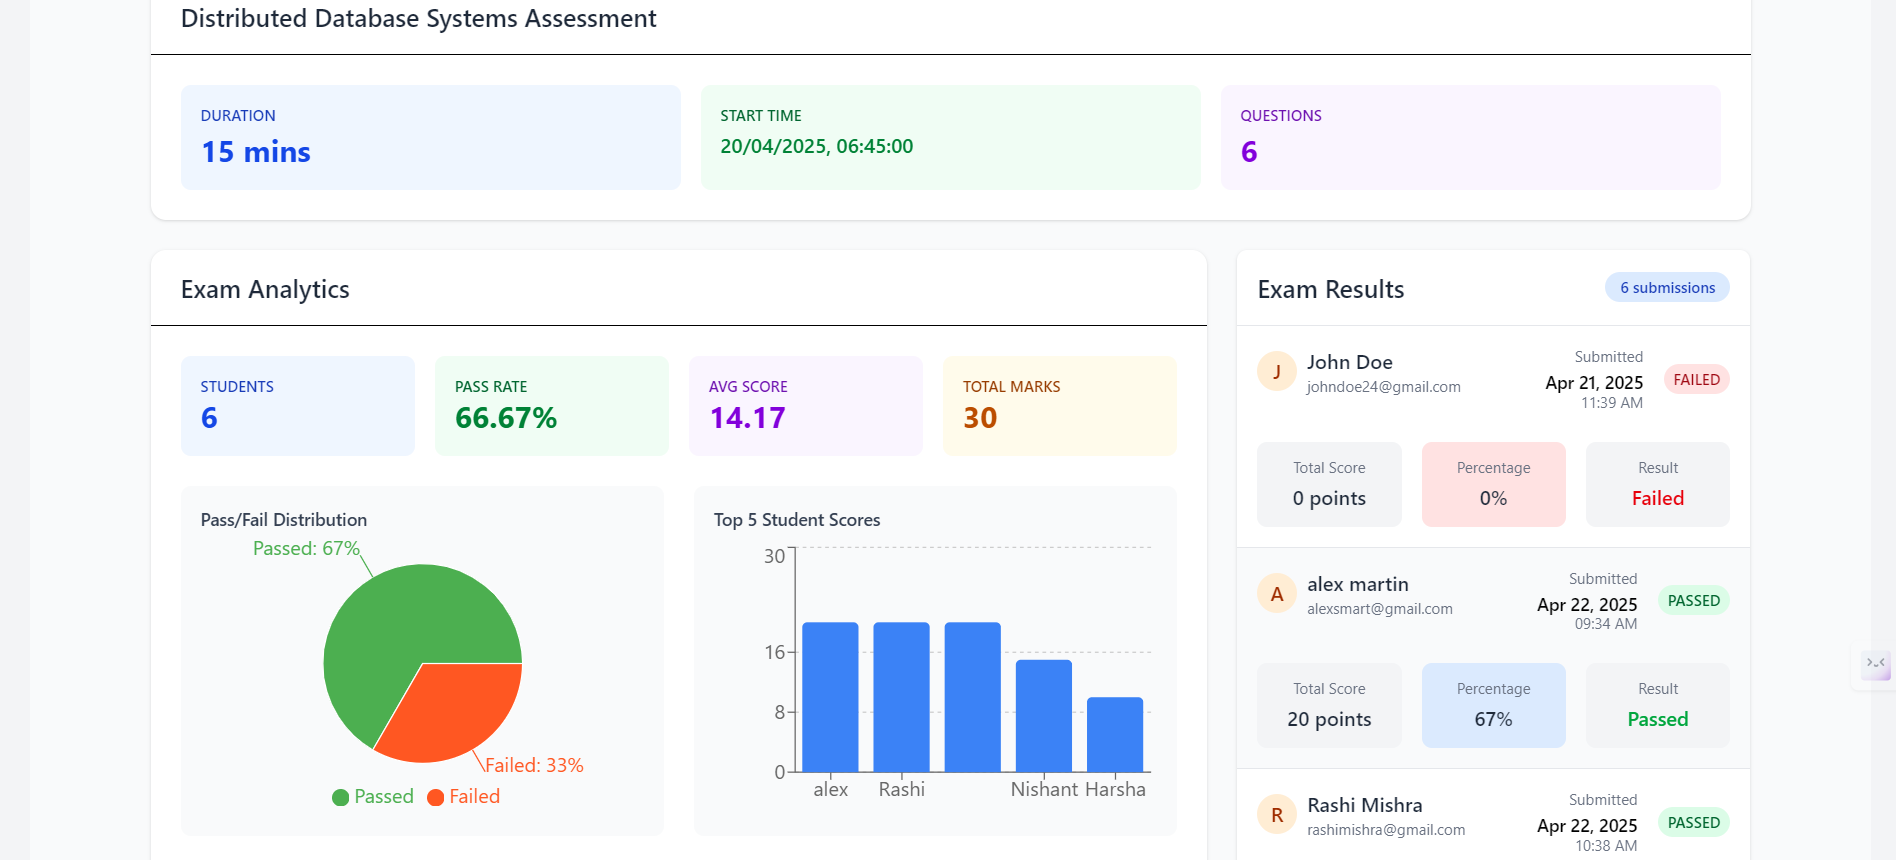 Distributed Database Systems Assessment
DURATION
15 mins
START TIME
20/04/2025, 06:45:00
QUESTIONS
6
Exam Analytics
STUDENTS
6
PASS RATE
66.67%
AVG SCORE
14.17
TOTAL MARKS
30
Pass/Fail Distribution
Passed: 67%
Failed: 33%
Passed
Failed
Top 5 Student Scores
30
16
8
0
alex
Rashi
Nishant
Harsha
Exam Results
6 submissions
J
John Doe
johndoe24@gmail.com
Submitted
Apr 21, 2025
11:39 AM
FAILED
Total Score
0 points
Percentage
0%
Result
Failed
A
alex martin
alexsmart@gmail.com
Submitted
Apr 22, 2025
09:34 AM
PASSED
Total Score
20 points
Percentage
67%
Result
Passed
R
Rashi Mishra
rashimishra@gmail.com
Submitted
Apr 22, 2025
10:38 AM
PASSED